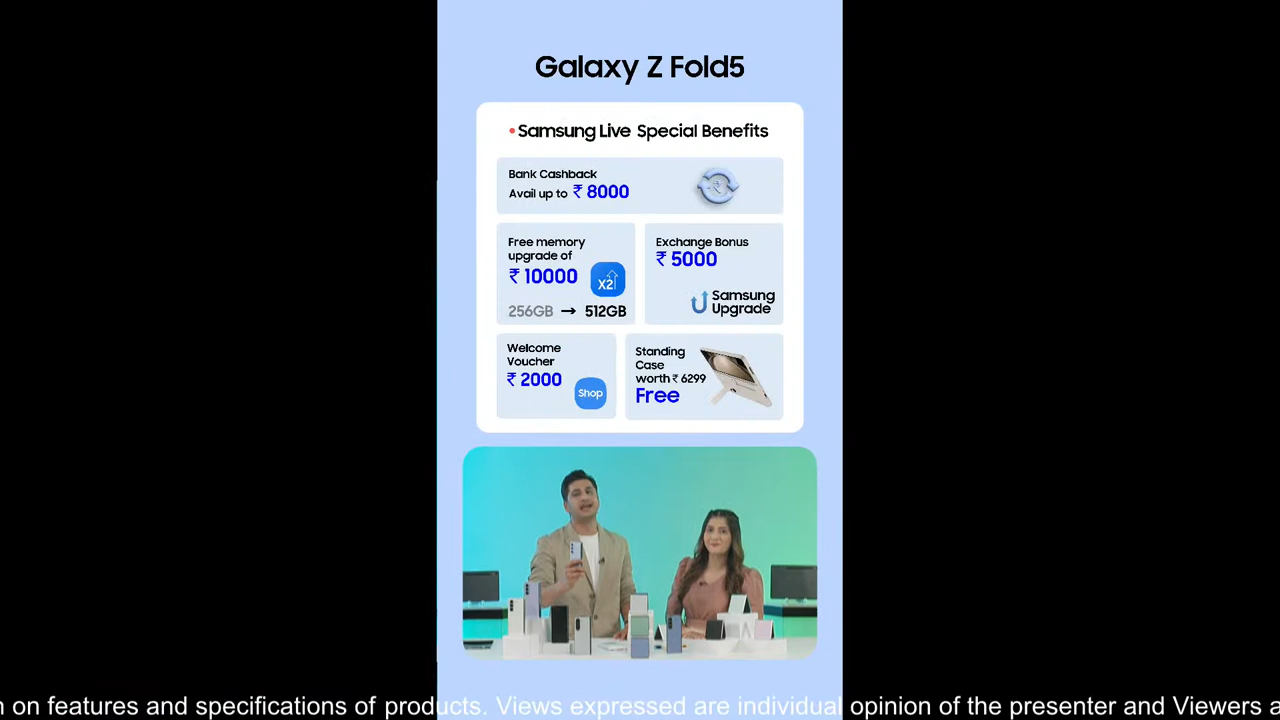 Galaxy Z Fold5
Samsung Live Special Benefits
Bank Cashback
Avail up to ₹ 8000
Free memory
upgrade of
₹ 10000
X2
256GB → 512GB
Exchange Bonus
₹ 5000
Samsung
Upgrade
Welcome
Voucher
₹ 2000
Shop
Standing
Case
worth ₹ 6299
Free
on features and specifications of products. Views expressed are individual opinion of the presenter and Viewers